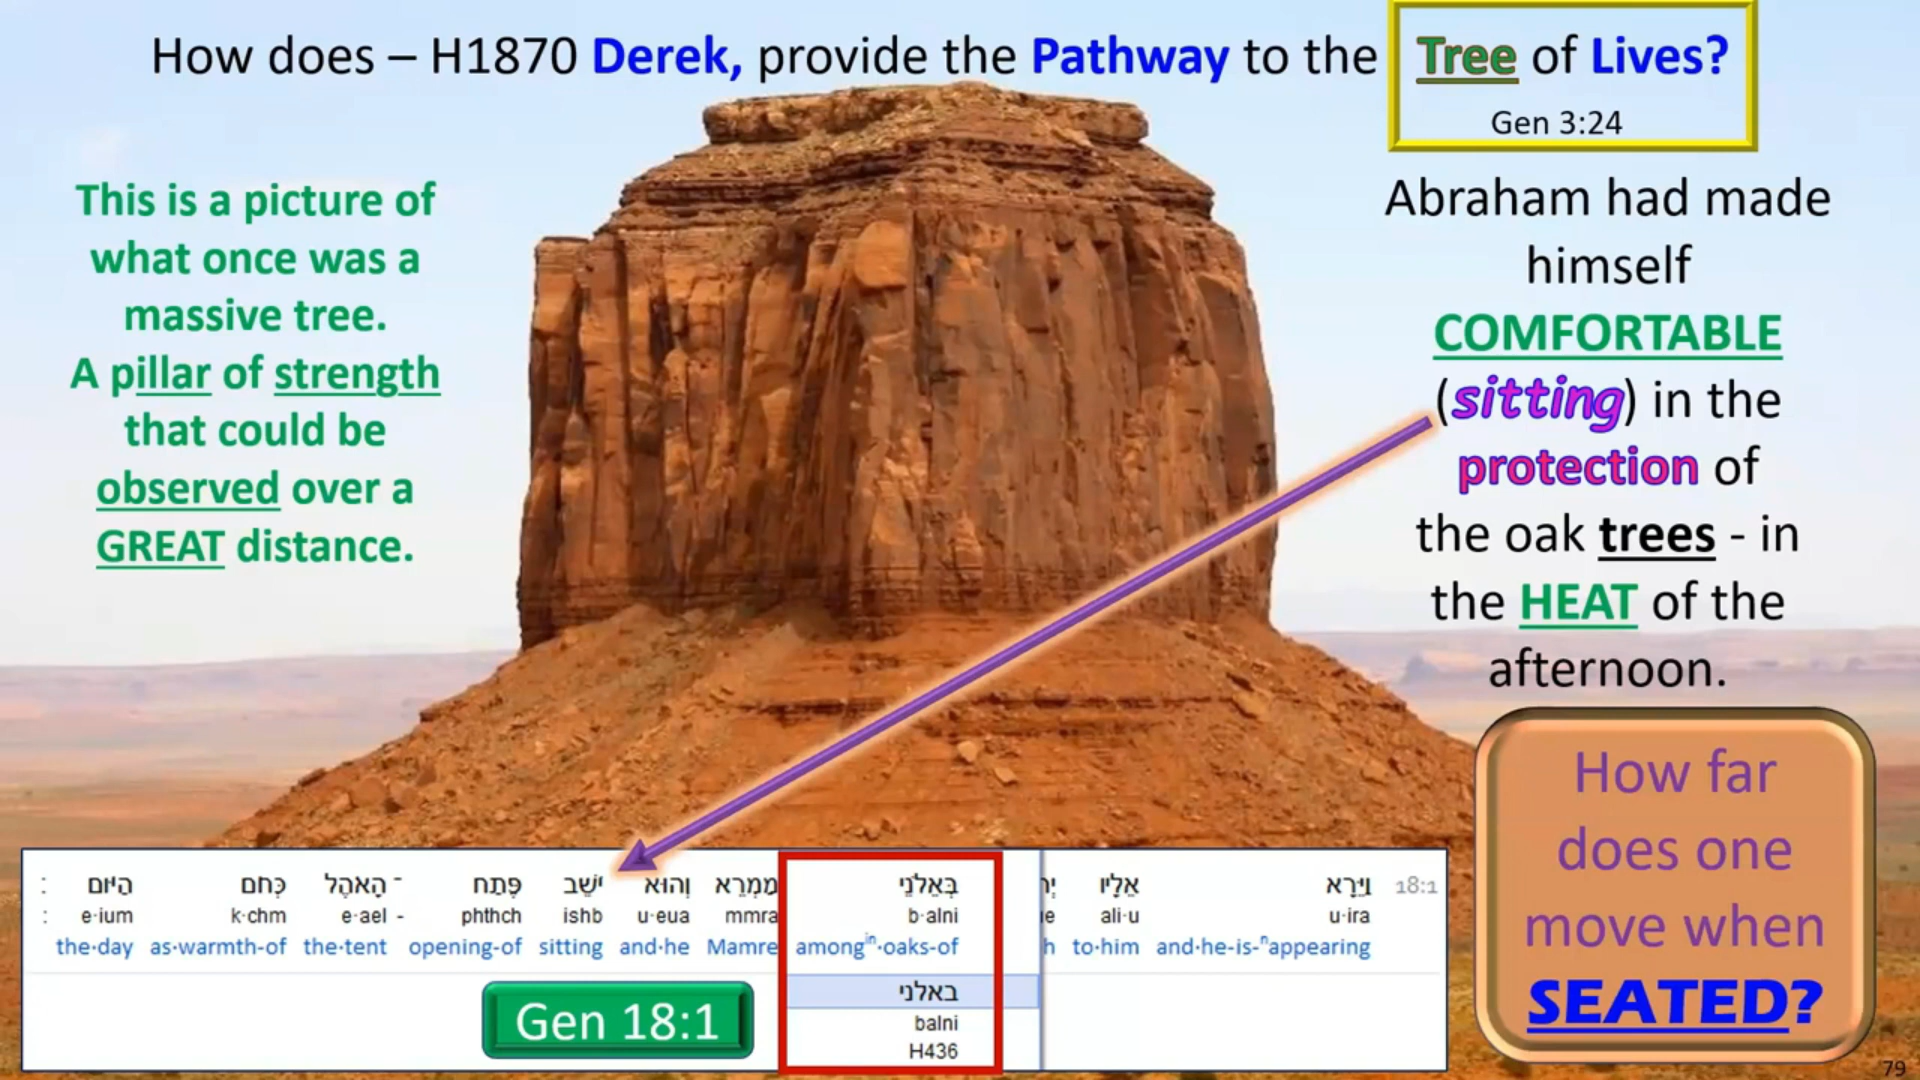 How does – H1870 Derek, provide the Pathway to the Tree of Lives?
Gen 3:24
This is a picture of
what once was a
massive tree.
A pillar of strength
that could be
observed over a
GREAT distance.
Abraham had made
himself
COMFORTABLE
(sitting) in the
protection of
the oak trees - in
the HEAT of the
afternoon.
How far
does one
move when
SEATED?
18:1 וַיֵּרָא אֵלָיו בְּאֵלֹנֵי מַמְרֵא וְהוּא יֹשֵׁב פֶּתַח ־הָאֹהֶל כְּחֹם הַיּוֹם :
: e·ium k·chm e·ael - phthch ishb u·eua mmra b·alni ali·u u·ira
the·day as·warmth-of the·tent opening-of sitting and·he Mamre among in·oaks-of h to·him and·he-is-n appearing
באלני
balni
H436
Gen 18:1
79